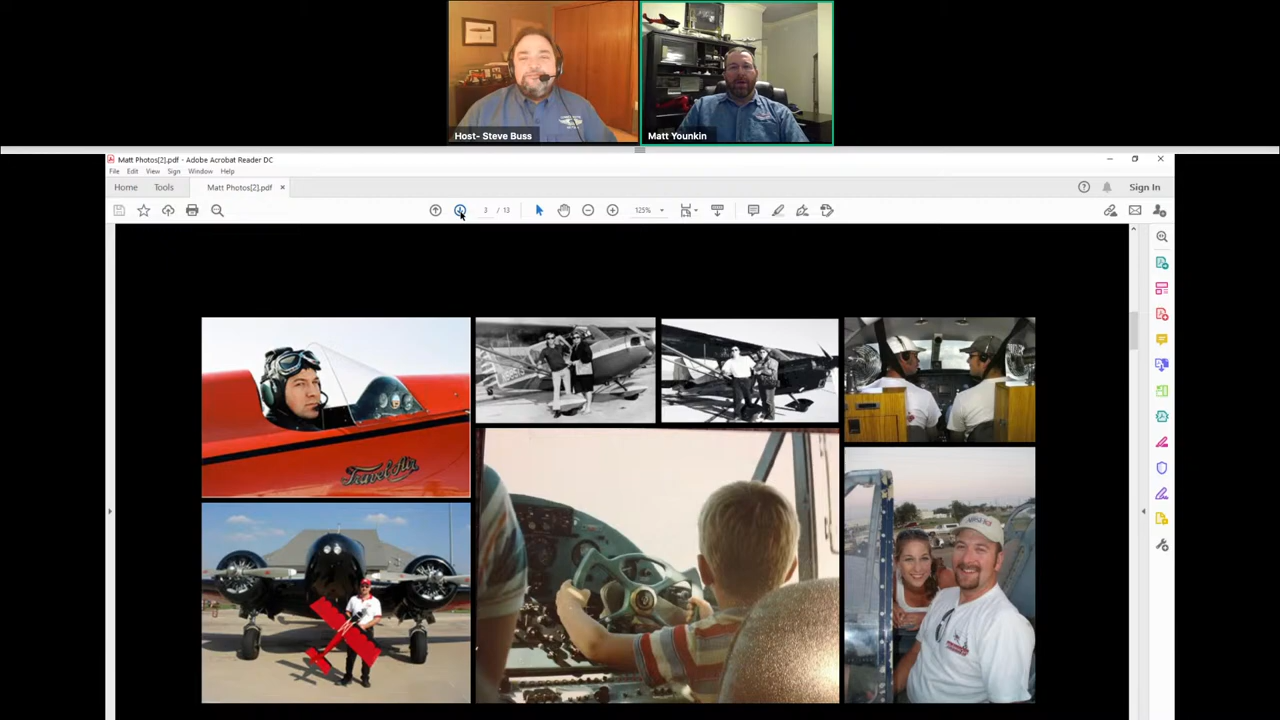 Host- Steve Buss
Matt Younkin
Matt Photos[2].pdf - Adobe Acrobat Reader DC
File Edit View Sign Window Help
Home Tools Matt Photos[2].pdf Sign In
3 / 13 125%
Travel Air